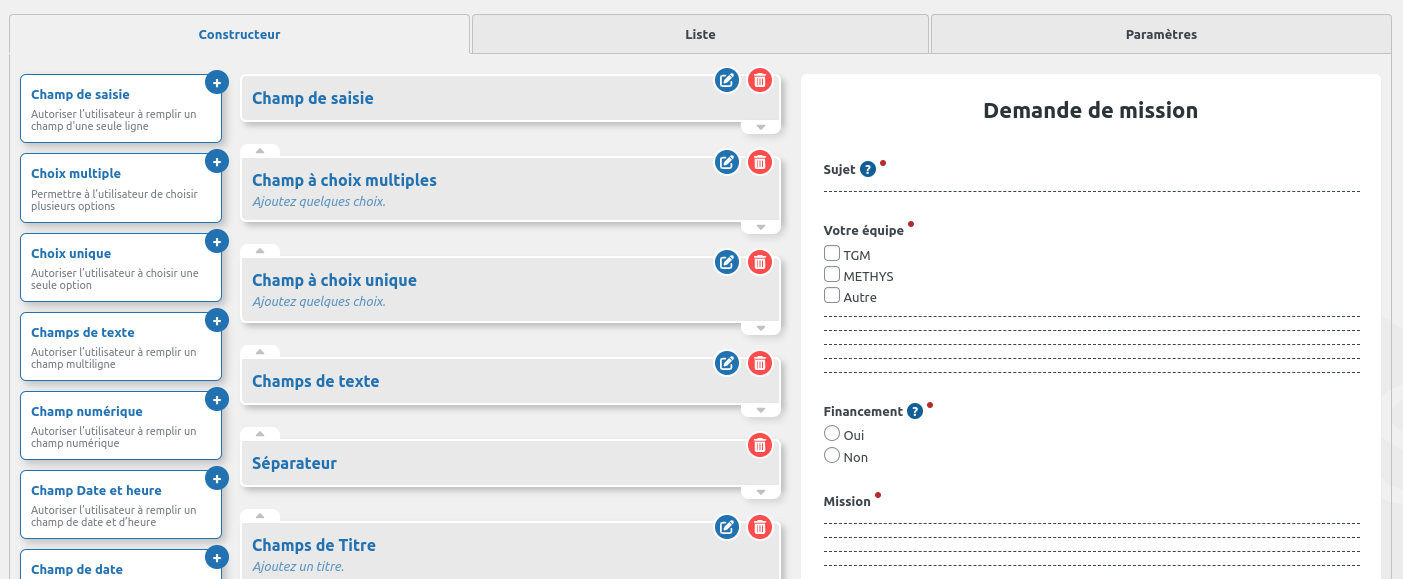 Constructeur
Liste
Paramètres
Champ de saisie
Autoriser l'utilisateur à remplir un
champ d'une seule ligne
Choix multiple
Permettre à l'utilisateur de choisir
plusieurs options
Choix unique
Autoriser l'utilisateur à choisir une
seule option
Champs de texte
Autoriser l'utilisateur à remplir un
champ multiligne
Champ numérique
Autoriser l'utilisateur à remplir un
champ numérique
Champ Date et heure
Autoriser l'utilisateur à remplir un
champ de date et d'heure
Champ de date
Champ de saisie
Champ à choix multiples
Ajoutez quelques choix.
Champ à choix unique
Ajoutez quelques choix.
Champs de texte
Séparateur
Champs de Titre
Ajoutez un titre.
Demande de mission
Sujet ?
Votre équipe
TGM
METHYS
Autre
Financement ?
Oui
Non
Mission